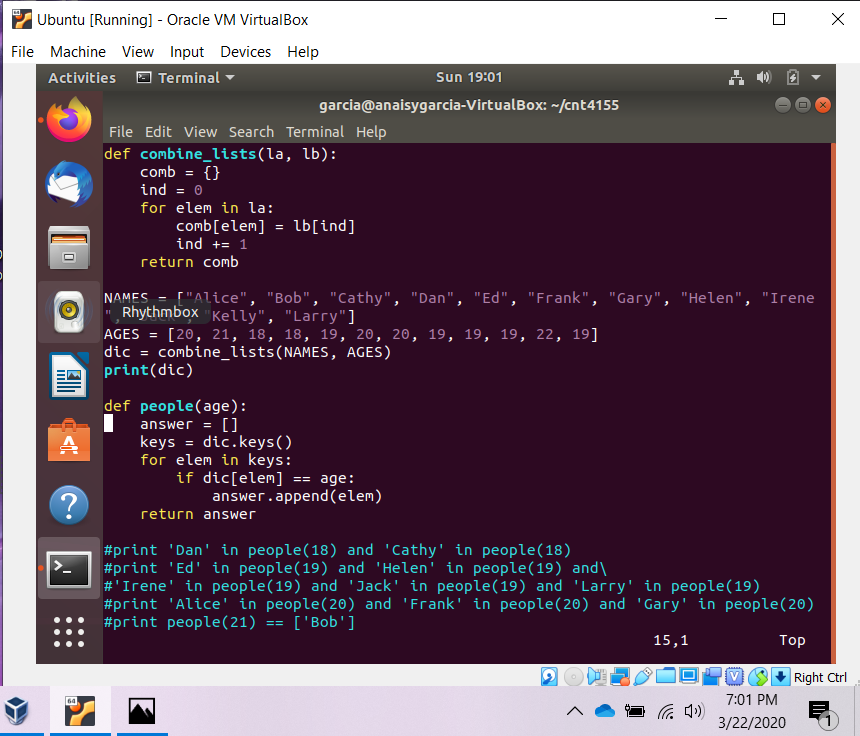 Ubuntu [Running] - Oracle VM VirtualBox
File Machine View Input Devices Help
Activities Terminal Sun 19:01
garcia@anaisygarcia-VirtualBox: ~/cnt4155
File Edit View Search Terminal Help
def combine_lists(la, lb):
    comb = {}
    ind = 0
    for elem in la:
        comb[elem] = lb[ind]
        ind += 1
    return comb
NAMES = ["Alice", "Bob", "Cathy", "Dan", "Ed", "Frank", "Gary", "Helen", "Irene
", "Jack", "Kelly", "Larry"]
Rhythmbox
AGES = [20, 21, 18, 18, 19, 20, 20, 19, 19, 19, 22, 19]
dic = combine_lists(NAMES, AGES)
print(dic)
def people(age):
    answer = []
    keys = dic.keys()
    for elem in keys:
        if dic[elem] == age:
            answer.append(elem)
    return answer
#print 'Dan' in people(18) and 'Cathy' in people(18)
#print 'Ed' in people(19) and 'Helen' in people(19) and\
#'Irene' in people(19) and 'Jack' in people(19) and 'Larry' in people(19)
#print 'Alice' in people(20) and 'Frank' in people(20) and 'Gary' in people(20)
#print people(21) == ['Bob']
15,1 Top
Right Ctrl
64
7:01 PM
3/22/2020
1